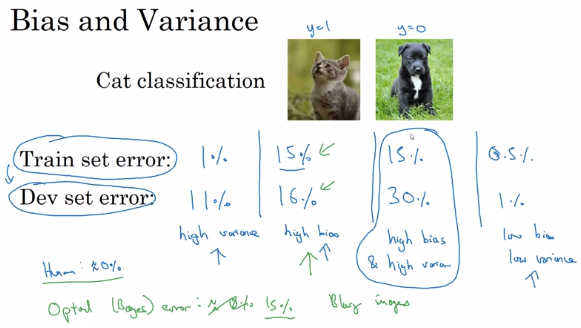 Bias and Variance
y=1 y=0
Cat classification
Train set error: 1% 15% 15% 0.5%
Dev set error: 11% 16% 30% 1%
high variance high bias high bias low bias
& high varian low variance
Human: ≈0%
Optimal (Bayes) error: ≈ 0% 15% Blurry images